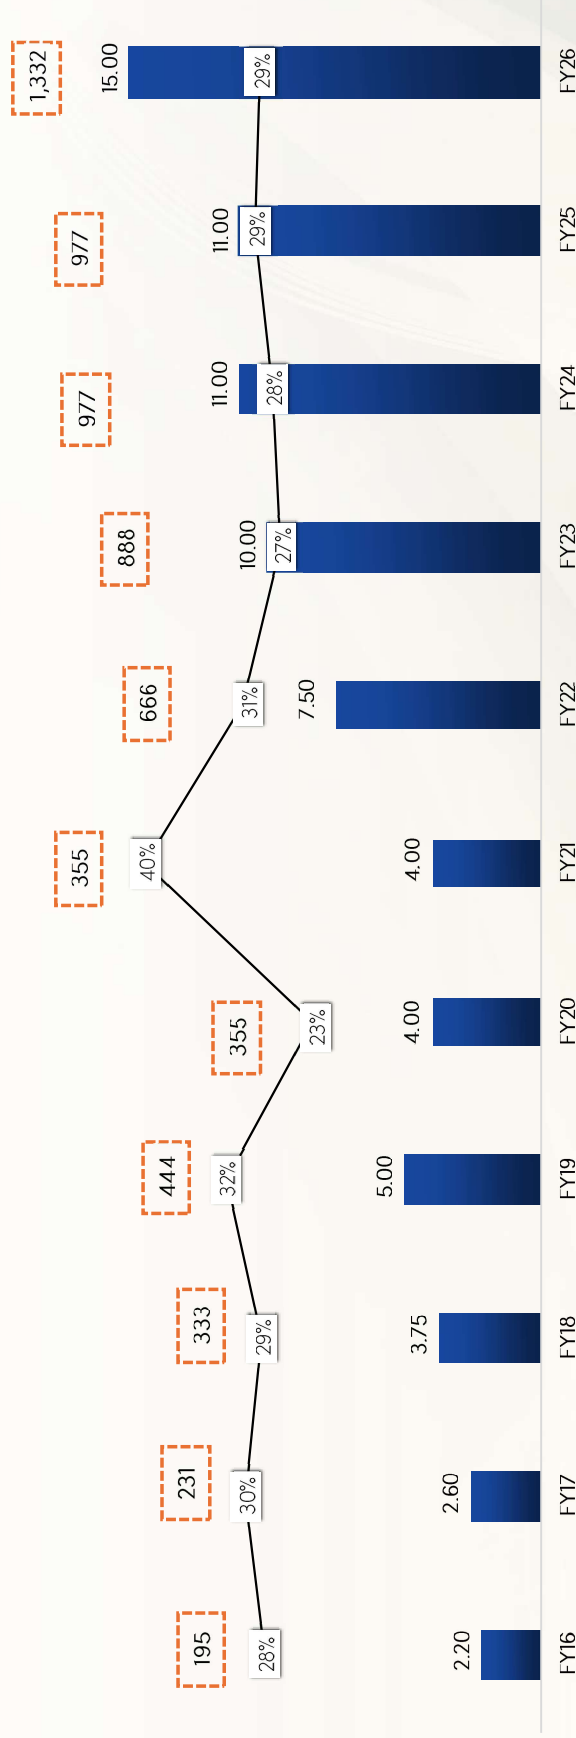 195 231 333 444 355 355 666 888 977 977 1,332
28% 30% 29% 32% 23% 40% 31% 27% 28% 29% 29%
2.20 2.60 3.75 5.00 4.00 4.00 7.50 10.00 11.00 11.00 15.00
FY16 FY17 FY18 FY19 FY20 FY21 FY22 FY23 FY24 FY25 FY26